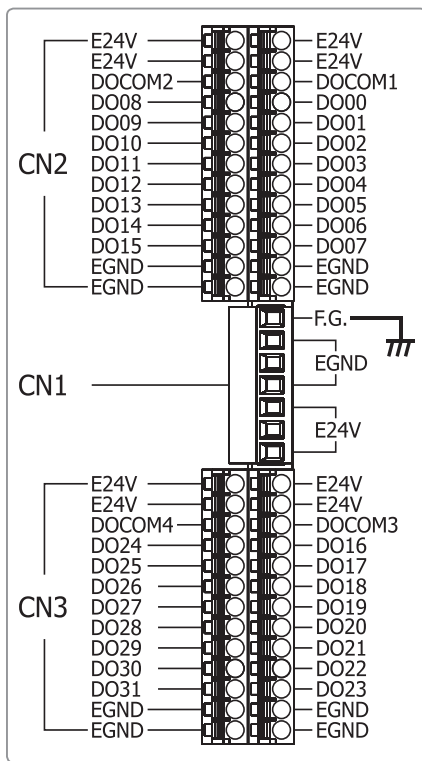 E24V E24V
E24V E24V
DOCOM2 DOCOM1
DO08 DO00
DO09 DO01
DO10 DO02
DO11 DO03
CN2
DO12 DO04
DO13 DO05
DO14 DO06
DO15 DO07
EGND EGND
EGND EGND
F.G.
EGND
CN1
E24V
E24V E24V
E24V E24V
DOCOM4 DOCOM3
DO24 DO16
DO25 DO17
DO26 DO18
DO27 DO19
CN3
DO28 DO20
DO29 DO21
DO30 DO22
DO31 DO23
EGND EGND
EGND EGND